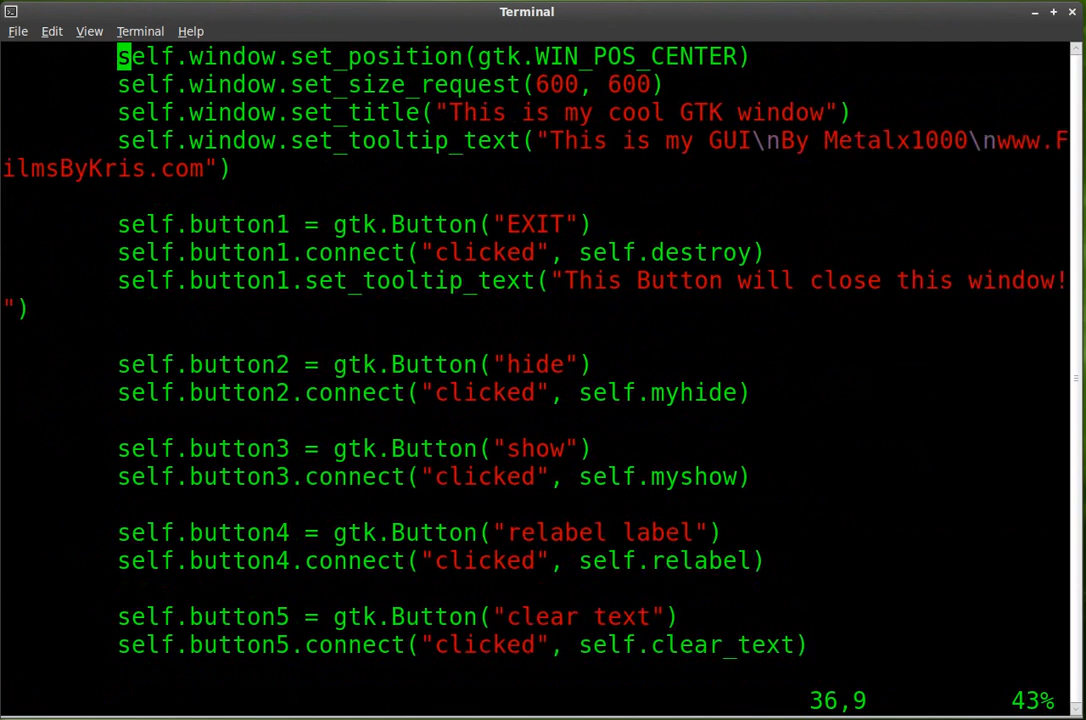 Terminal
File Edit View Terminal Help
self.window.set_position(gtk.WIN_POS_CENTER)
self.window.set_size_request(600, 600)
self.window.set_title("This is my cool GTK window")
self.window.set_tooltip_text("This is my GUI\nBy Metalx1000\nwww.F
ilmsByKris.com")
self.button1 = gtk.Button("EXIT")
self.button1.connect("clicked", self.destroy)
self.button1.set_tooltip_text("This Button will close this window!
")
self.button2 = gtk.Button("hide")
self.button2.connect("clicked", self.myhide)
self.button3 = gtk.Button("show")
self.button3.connect("clicked", self.myshow)
self.button4 = gtk.Button("relabel label")
self.button4.connect("clicked", self.relabel)
self.button5 = gtk.Button("clear text")
self.button5.connect("clicked", self.clear_text)
36,9 43%